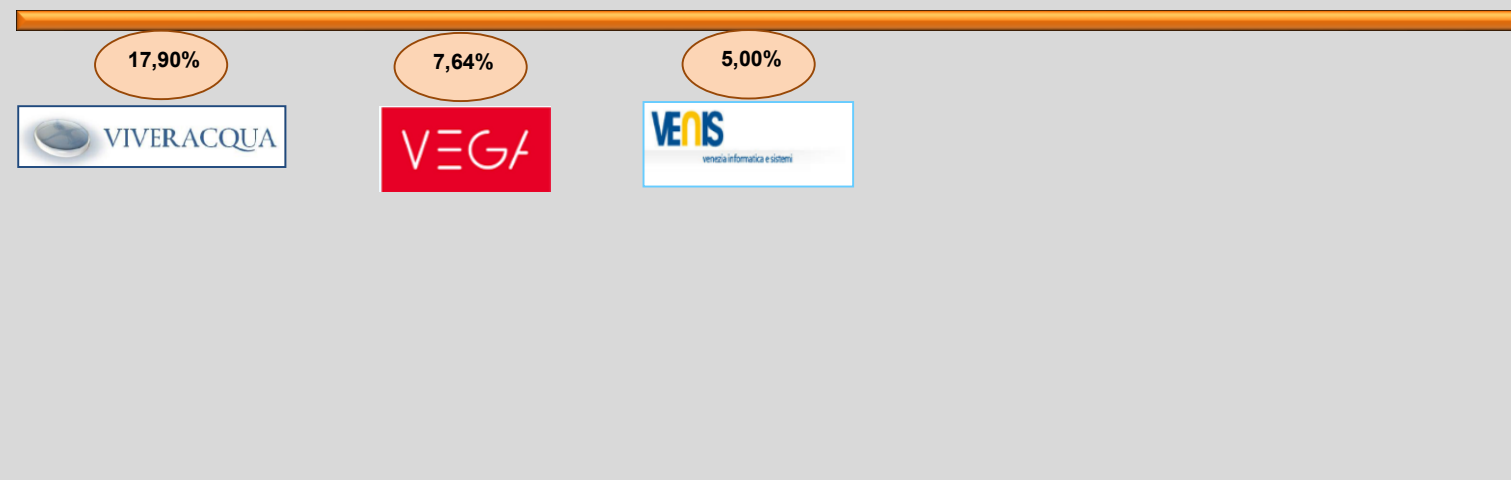 17,90%
7,64%
5,00%
VIVERACQUA
VEGA
VENIS
venezia informatica e sistemi